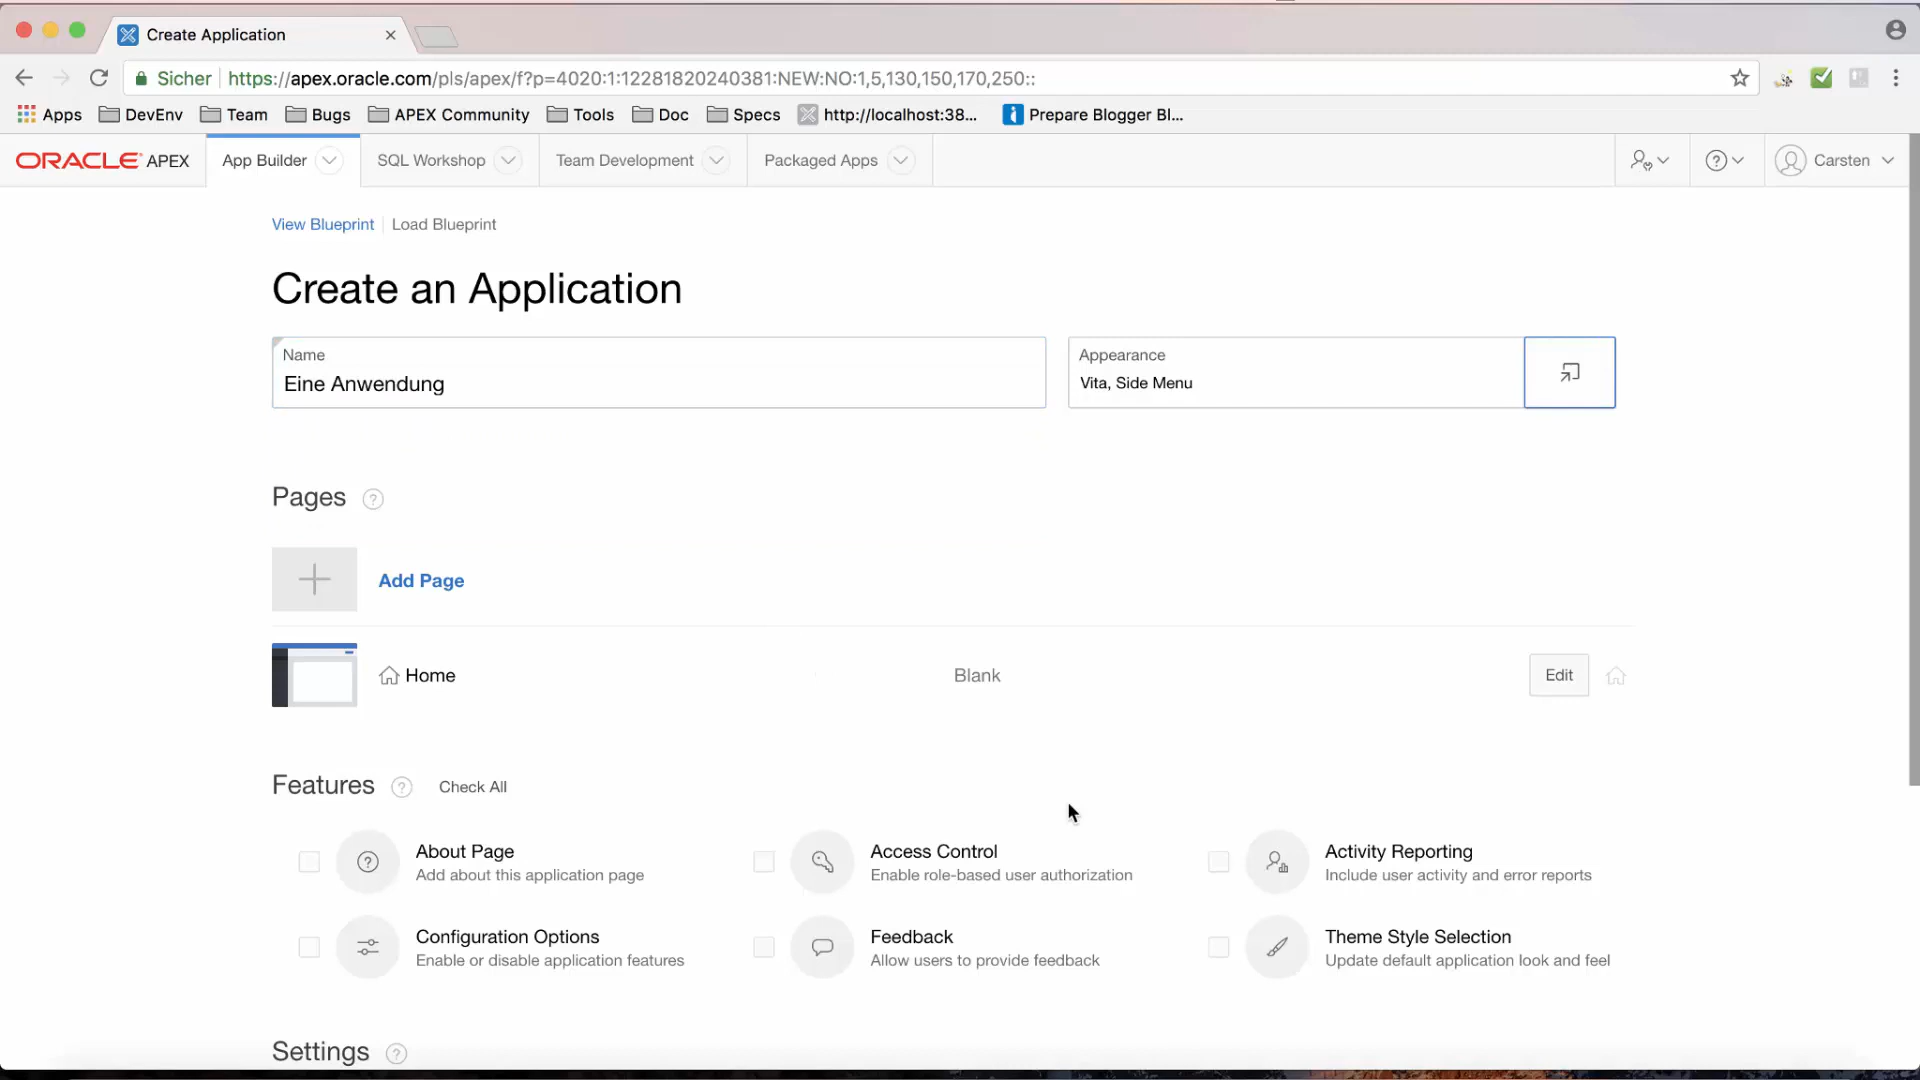 Create Application
Sicher https://apex.oracle.com/pls/apex/f?p=4020:1:12281820240381:NEW:NO:1,5,130,150,170,250::
Apps DevEnv Team Bugs APEX Community Tools Doc Specs http://localhost:38... Prepare Blogger Bl...
ORACLE APEX App Builder SQL Workshop Team Development Packaged Apps Carsten
View Blueprint Load Blueprint
Create an Application
Name
Eine Anwendung
Appearance
Vita, Side Menu
Pages ?
Add Page
Home Blank Edit
Features ? Check All
About Page
Add about this application page
Access Control
Enable role-based user authorization
Activity Reporting
Include user activity and error reports
Configuration Options
Enable or disable application features
Feedback
Allow users to provide feedback
Theme Style Selection
Update default application look and feel
Settings ?